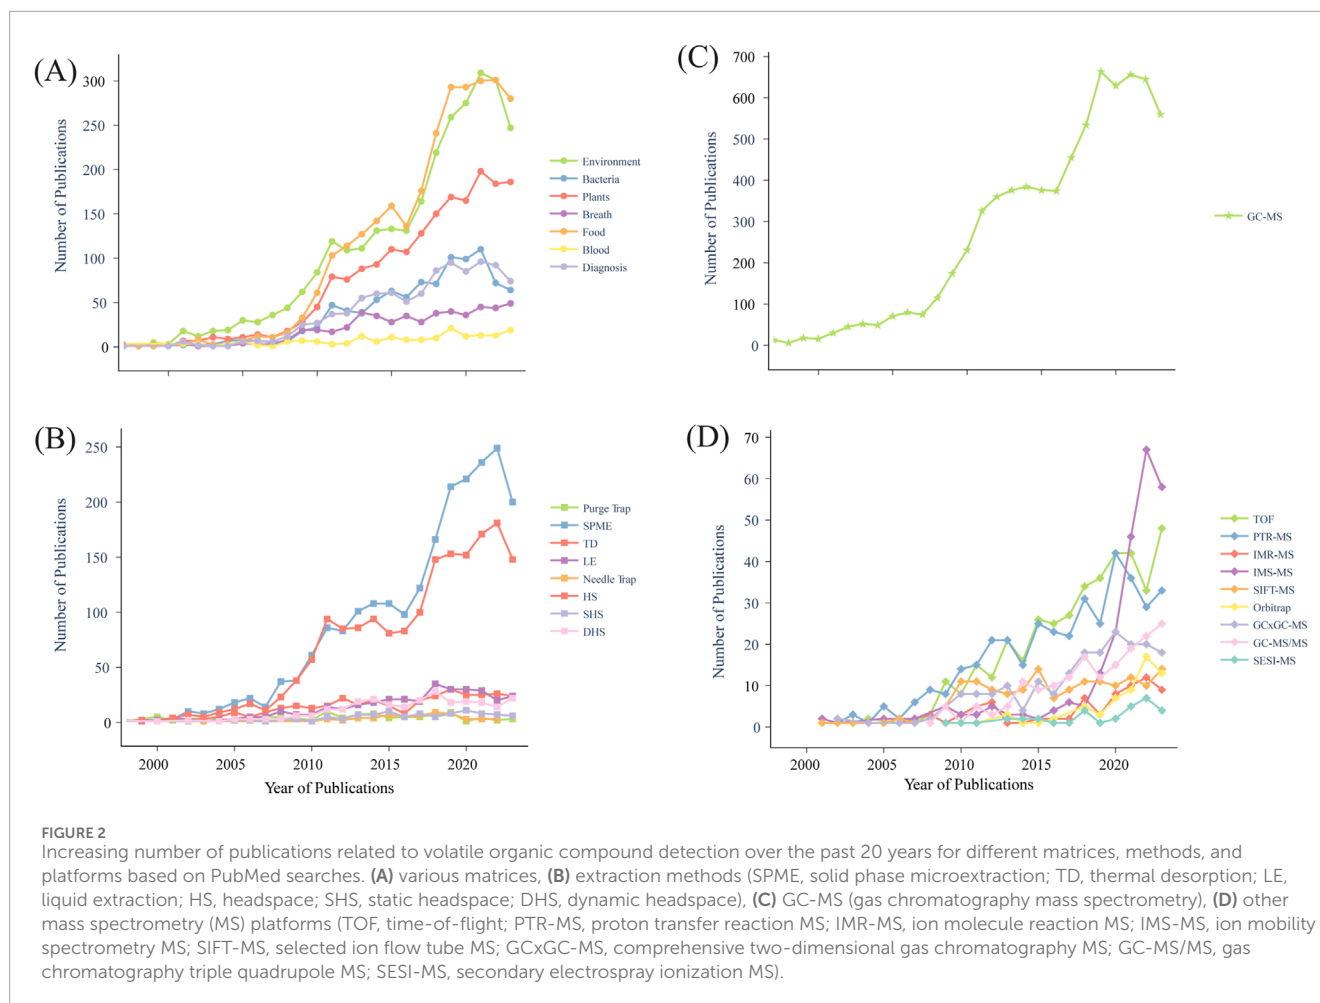 (A)
300
250
200
150
100
50
0
Number of Publications
Environment
Bacteria
Plants
Breath
Food
Blood
Diagnosis
(C)
700
600
500
400
300
200
100
0
Number of Publications
GC-MS
(B)
250
200
150
100
50
0
Number of Publications
2000 2005 2010 2015 2020
Year of Publications
Purge Trap
SPME
TD
LE
Needle Trap
HS
SHS
DHS
(D)
70
60
50
40
30
20
10
0
Number of Publications
2000 2005 2010 2015 2020
Year of Publications
TOF
PTR-MS
IMR-MS
IMS-MS
SIFT-MS
Orbitrap
GCxGC-MS
GC-MS/MS
SESI-MS
FIGURE 2
Increasing number of publications related to volatile organic compound detection over the past 20 years for different matrices, methods, and
platforms based on PubMed searches. (A) various matrices, (B) extraction methods (SPME, solid phase microextraction; TD, thermal desorption; LE,
liquid extraction; HS, headspace; SHS, static headspace; DHS, dynamic headspace), (C) GC-MS (gas chromatography mass spectrometry), (D) other
mass spectrometry (MS) platforms (TOF, time-of-flight; PTR-MS, proton transfer reaction MS; IMR-MS, ion molecule reaction MS; IMS-MS, ion mobility
spectrometry MS; SIFT-MS, selected ion flow tube MS; GCxGC-MS, comprehensive two-dimensional gas chromatography MS; GC-MS/MS, gas
chromatography triple quadrupole MS; SESI-MS, secondary electrospray ionization MS).